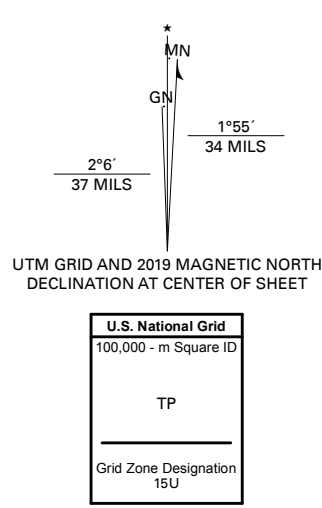 MN
GN
1°55´
34 MILS
2°6´
37 MILS
UTM GRID AND 2019 MAGNETIC NORTH
DECLINATION AT CENTER OF SHEET
U.S. National Grid
100,000 - m Square ID
TP
Grid Zone Designation
15U